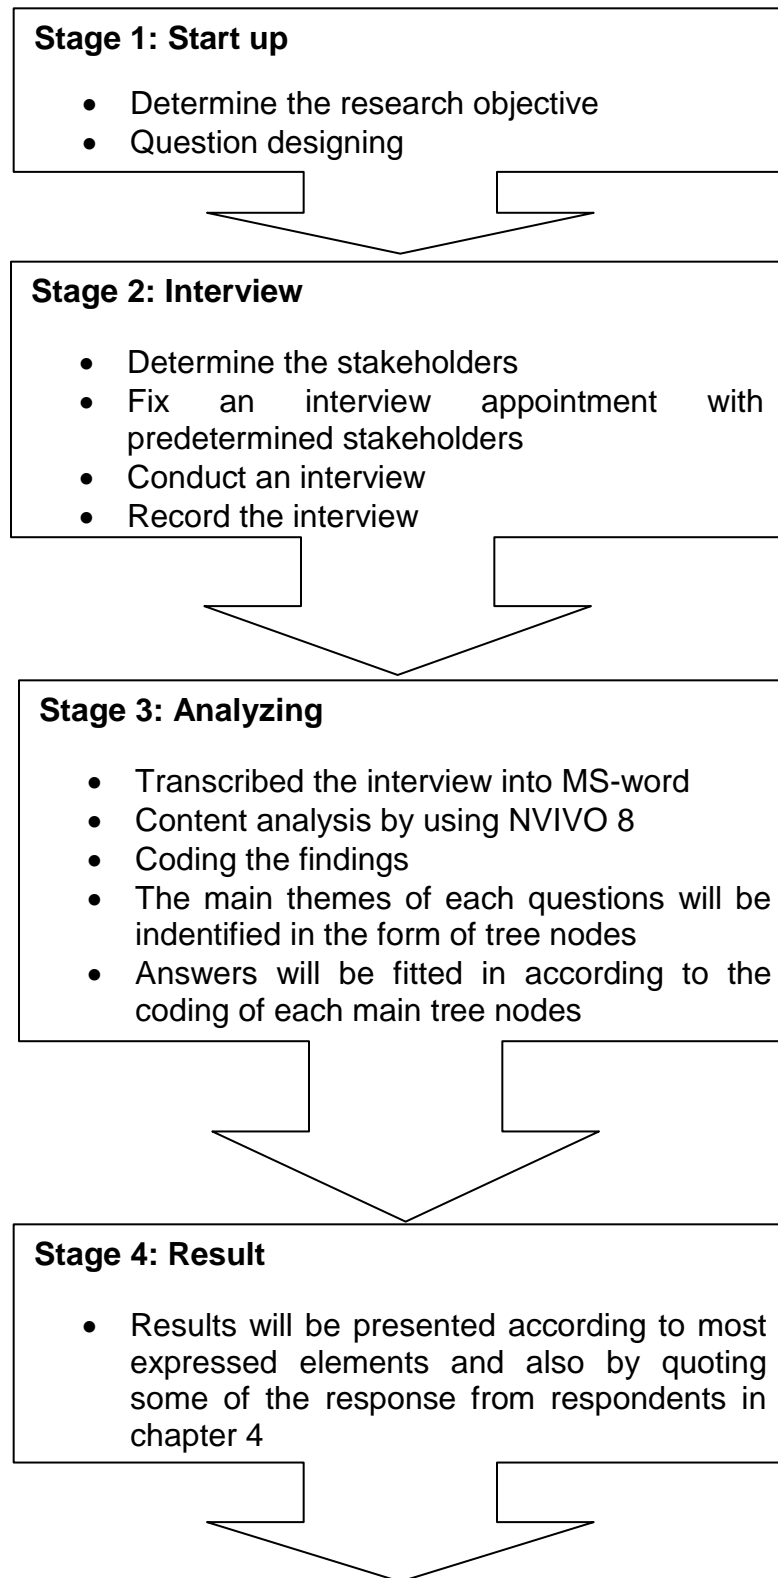 Stage 1: Start up
• Determine the research objective
• Question designing
Stage 2: Interview
• Determine the stakeholders
• Fix an interview appointment with
predetermined stakeholders
• Conduct an interview
• Record the interview
Stage 3: Analyzing
• Transcribed the interview into MS-word
• Content analysis by using NVIVO 8
• Coding the findings
• The main themes of each questions will be
indentified in the form of tree nodes
• Answers will be fitted in according to the
coding of each main tree nodes
Stage 4: Result
• Results will be presented according to most
expressed elements and also by quoting
some of the response from respondents in
chapter 4